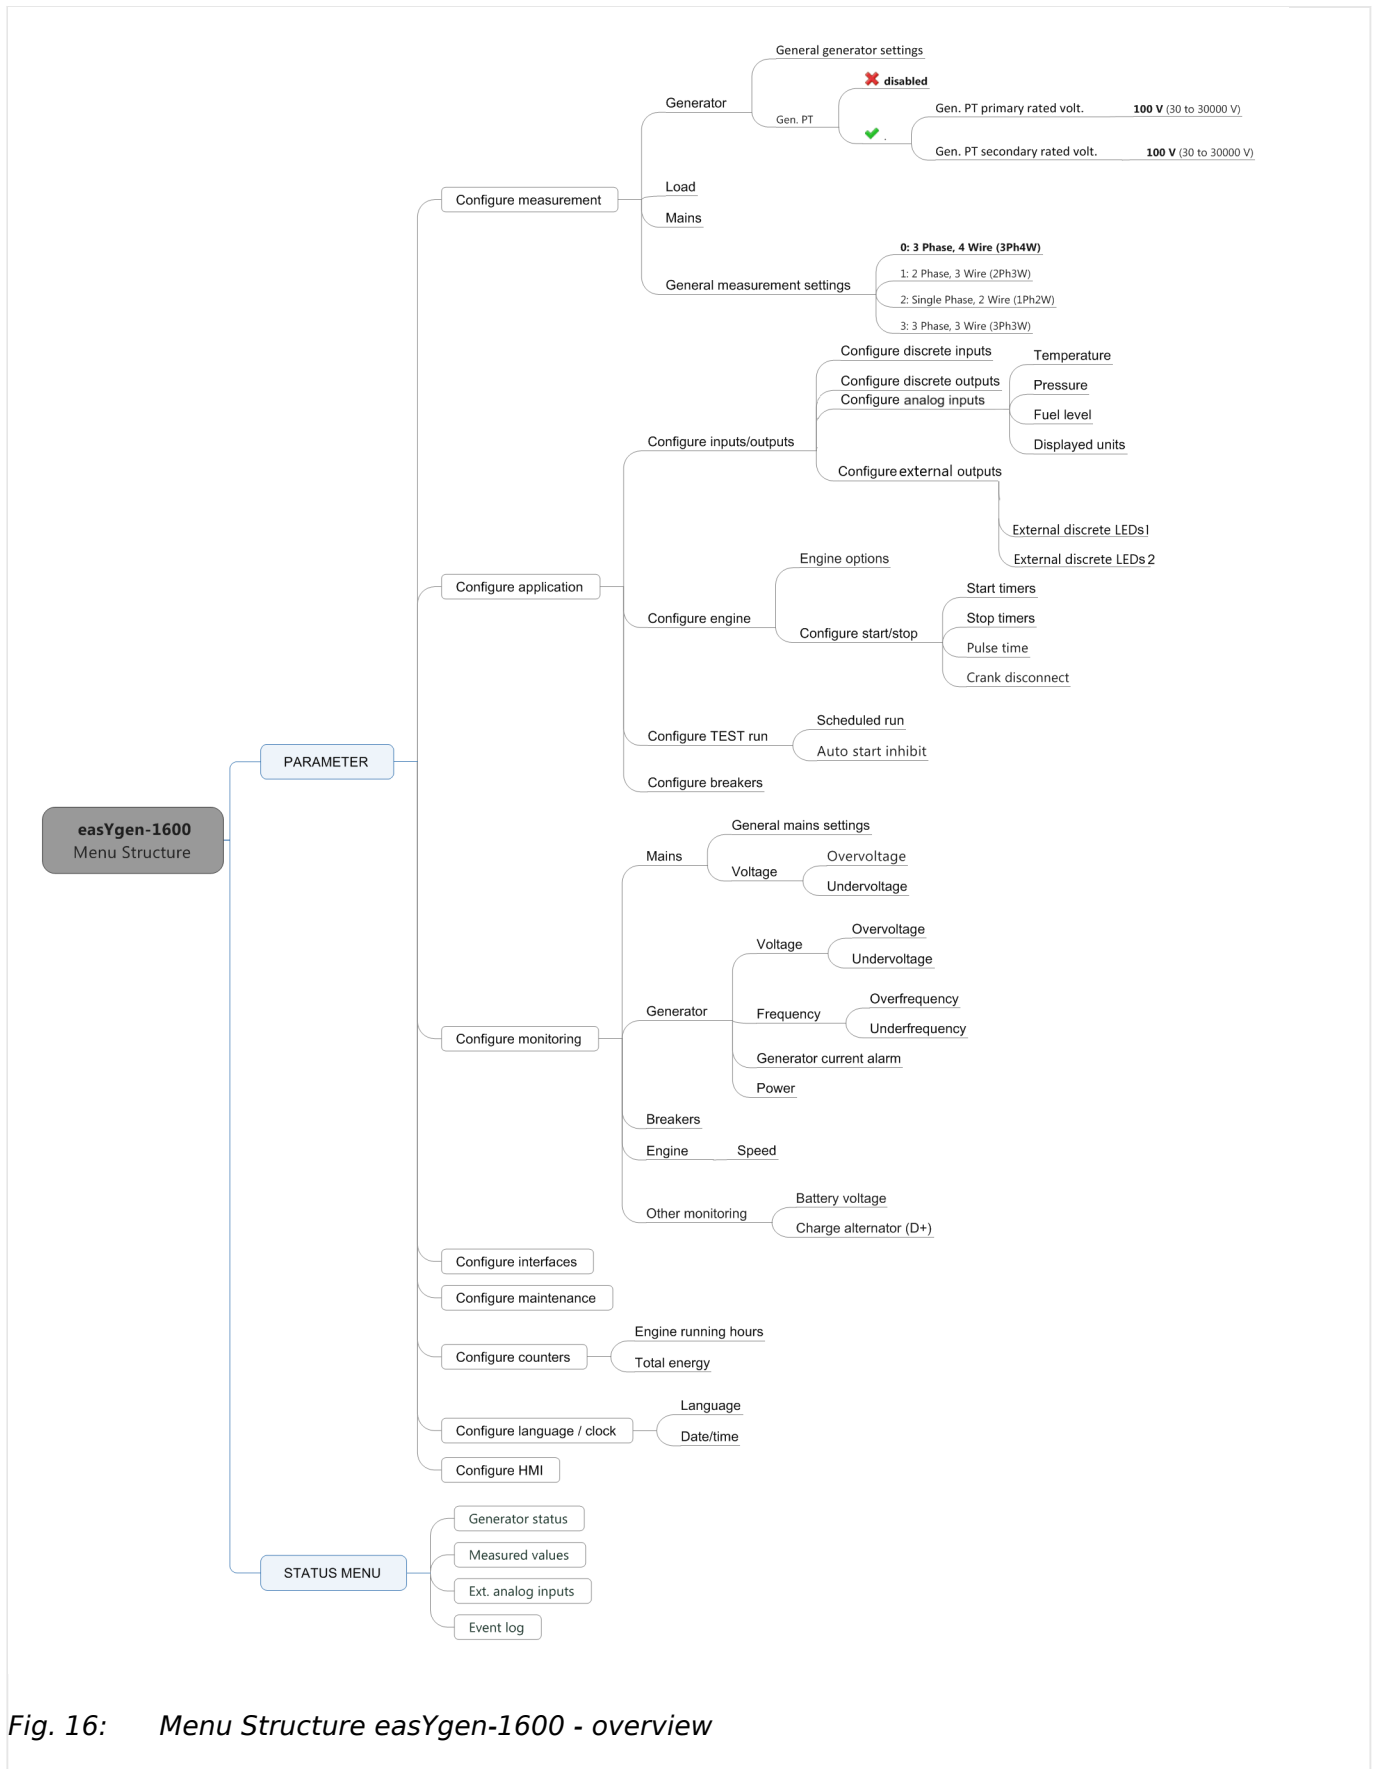 General generator settings
disabled
Generator
Gen. PT primary rated volt. 100 V (30 to 30000 V)
Gen. PT
.
Gen. PT secondary rated volt. 100 V (30 to 30000 V)
Configure measurement
Load
Mains
0: 3 Phase, 4 Wire (3Ph4W)
1: 2 Phase, 3 Wire (2Ph3W)
General measurement settings
2: Single Phase, 2 Wire (1Ph2W)
3: 3 Phase, 3 Wire (3Ph3W)
Configure discrete inputs
Temperature
Configure discrete outputs
Pressure
Configure analog inputs
Fuel level
Configure inputs/outputs
Displayed units
Configure external outputs
External discrete LEDs1
External discrete LEDs 2
Engine options
Configure application
Start timers
Configure engine
Stop timers
Configure start/stop
Pulse time
Crank disconnect
Scheduled run
Configure TEST run
Auto start inhibit
PARAMETER
Configure breakers
easYgen-1600
Menu Structure
General mains settings
Mains
Overvoltage
Voltage
Undervoltage
Overvoltage
Voltage
Undervoltage
Overfrequency
Generator
Frequency
Underfrequency
Configure monitoring
Generator current alarm
Power
Breakers
Engine
Speed
Battery voltage
Other monitoring
Charge alternator (D+)
Configure interfaces
Configure maintenance
Engine running hours
Configure counters
Total energy
Language
Configure language / clock
Date/time
Configure HMI
Generator status
Measured values
STATUS MENU
Ext. analog inputs
Event log
Fig. 16: Menu Structure easYgen-1600 - overview